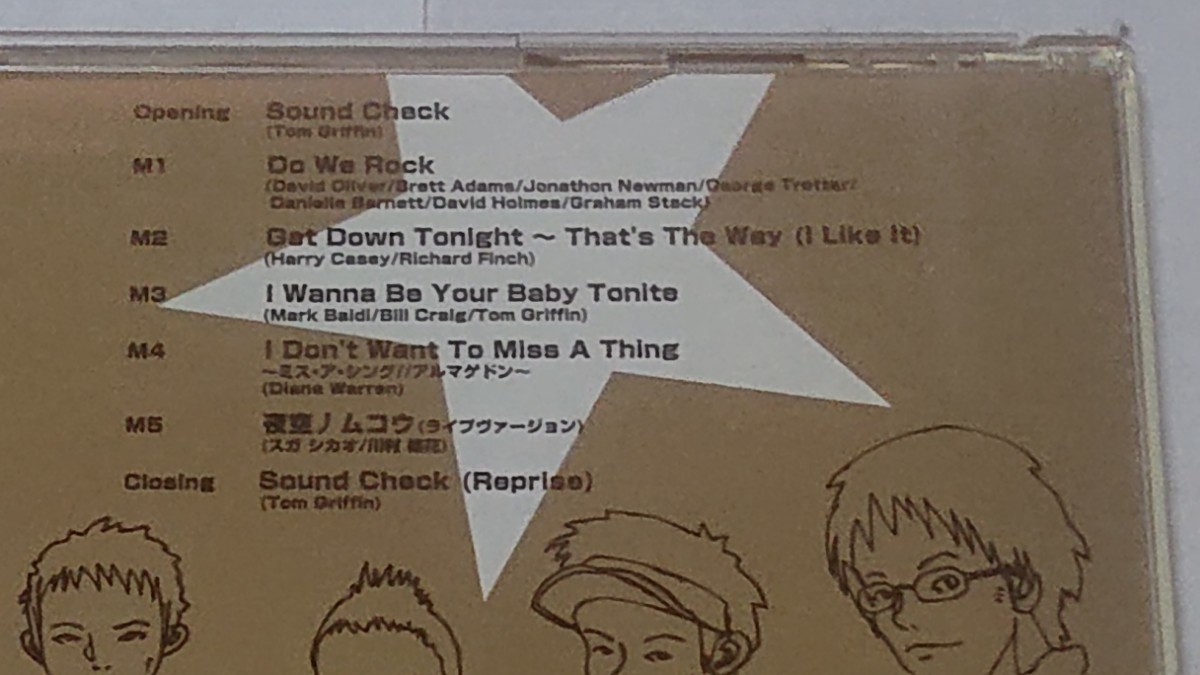 Opening Sound Check
(Tom Griffin)
M1 Do We Rock
(David Oliver/Brett Adams/Jonathon Newman/George Tretter/
Danielle Barnett/David Holmes/Graham Stack)
M2 Get Down Tonight ～ That's The Way (I Like It)
(Harry Casey/Richard Finch)
M3 I Wanna Be Your Baby Tonite
(Mark Baldi/Bill Craig/Tom Griffin)
M4 I Don't Want To Miss A Thing
～ミス・ア・シング//アルマゲドン～
(Diane Warren)
M5 夜空ノムコウ(ライブヴァージョン)
(スガ シカオ/川村 結花)
Closing Sound Check (Reprise)
(Tom Griffin)